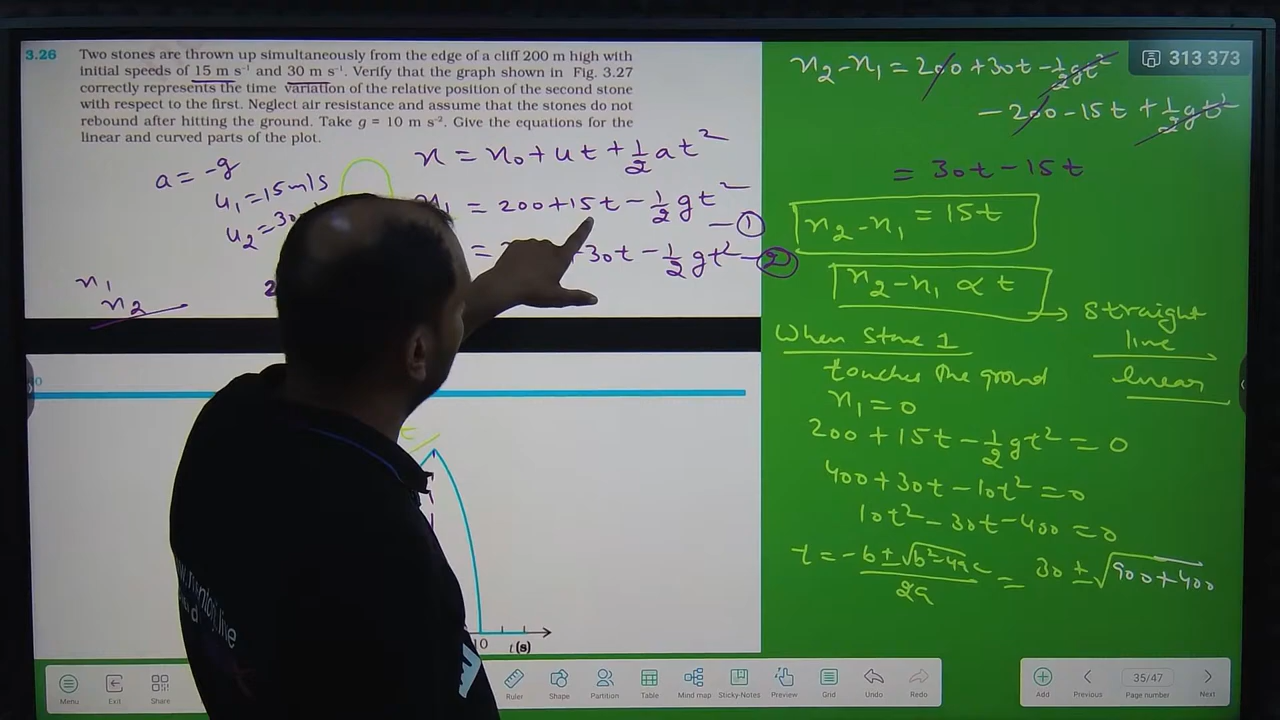 3.26 Two stones are thrown up simultaneously from the edge of a cliff 200 m high with
initial speeds of 15 m s⁻¹ and 30 m s⁻¹. Verify that the graph shown in Fig. 3.27
correctly represents the time variation of the relative position of the second stone
with respect to the first. Neglect air resistance and assume that the stones do not
rebound after hitting the ground. Take g = 10 m s⁻². Give the equations for the
linear and curved parts of the plot.
a = -g
u₁ = 15 m/s
u₂ = 30
x₁
x₂
x = x₀ + ut + ½at²
= 200 + 15t - ½gt² - ①
30t - ½gt² - ②
10
t(s)
313 373
x₂ - x₁ = 200 + 30t - ½gt²
- 200 - 15t + ½gt²
= 30t - 15t
x₂ - x₁ = 15t
x₂ - x₁ ∝ t
→ Straight
line
linear
When Stone 1
touches the ground
x₁ = 0
200 + 15t - ½gt² = 0
400 + 30t - 10t² = 0
10t² - 30t - 400 = 0
t = -b ± √b² - 4ac / 2a = 30 ± √900 + 400
Menu
Exit
Share
Ruler
Shape
Partition
Table
Mind map
Sticky-Notes
Preview
Grid
Undo
Redo
Add
Previous
35/47
Page number
Next